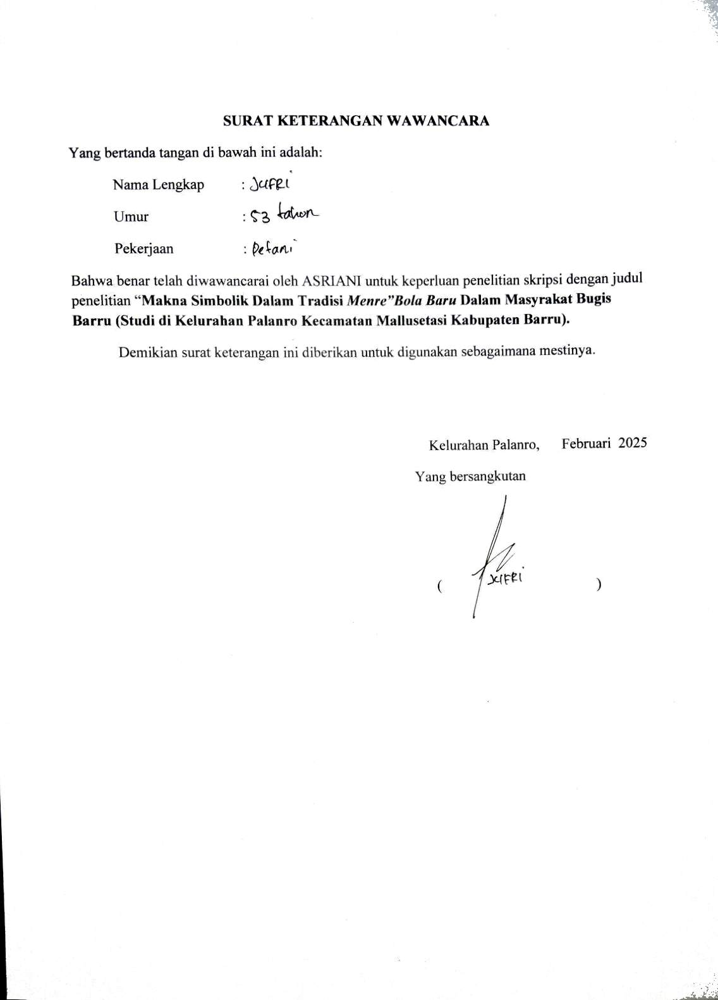 SURAT KETERANGAN WAWANCARA
Yang bertanda tangan di bawah ini adalah:
Nama Lengkap : JUFRI
Umur : 53 tahun
Pekerjaan : Petani
Bahwa benar telah diwawancarai oleh ASRIANI untuk keperluan penelitian skripsi dengan judul
penelitian “Makna Simbolik Dalam Tradisi Menre”Bola Baru Dalam Masyrakat Bugis
Barru (Studi di Kelurahan Palanro Kecamatan Mallusetasi Kabupaten Barru).
Demikian surat keterangan ini diberikan untuk digunakan sebagaimana mestinya.
Kelurahan Palanro, Februari 2025
Yang bersangkutan
( JUFRI )